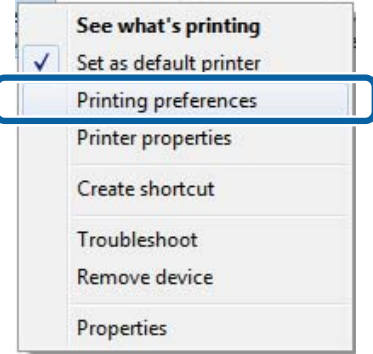 See what's printing
Set as default printer
Printing preferences
Printer properties
Create shortcut
Troubleshoot
Remove device
Properties